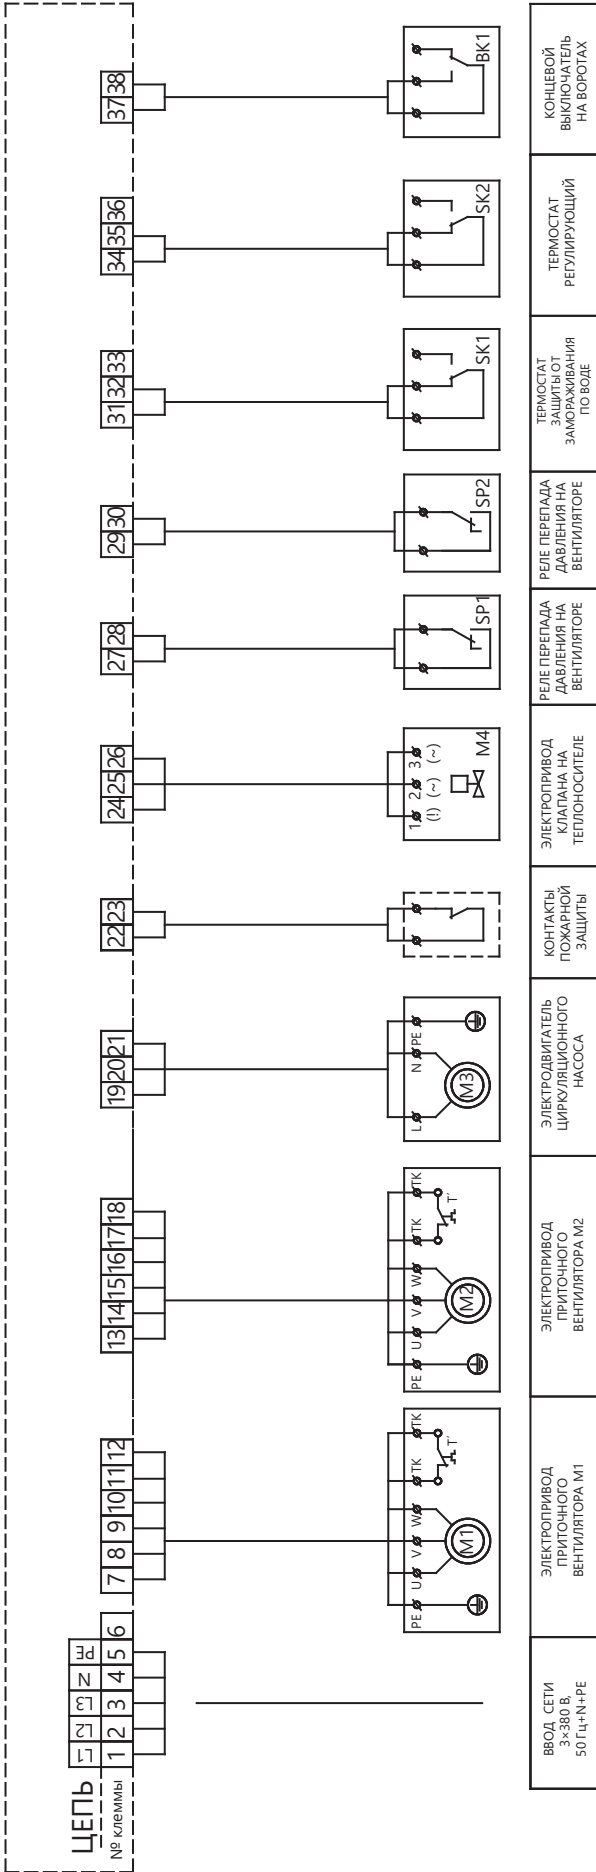 ЦЕПЬ
L1 L2 L3 N PE
№ клеммы
1 2 3 4 5 6
7 8 9 10 11 12
13 14 15 16 17 18
19 20 21
22 23
24 25 26
27 28
29 30
31 32 33
34 35 36
37 38
PE U V W TK TK
M1
T'
PE U V W TK TK
M2
T'
L N PE
M3
1 2 3
(!) (~) (~)
M4
SP1
SP2
SK1
SK2
BK1
ВВОД СЕТИ
3×380 В,
50 Гц+N+PE
ЭЛЕКТРОПРИВОД
ПРИТОЧНОГО
ВЕНТИЛЯТОРА М1
ЭЛЕКТРОПРИВОД
ПРИТОЧНОГО
ВЕНТИЛЯТОРА М2
ЭЛЕКТРОДВИГАТЕЛЬ
ЦИРКУЛЯЦИОННОГО
НАСОСА
КОНТАКТЫ
ПОЖАРНОЙ
ЗАЩИТЫ
ЭЛЕКТРОПРИВОД
КЛАПАНА НА
ТЕПЛОНОСИТЕЛЕ
РЕЛЕ ПЕРЕПАДА
ДАВЛЕНИЯ НА
ВЕНТИЛЯТОРЕ
РЕЛЕ ПЕРЕПАДА
ДАВЛЕНИЯ НА
ВЕНТИЛЯТОРЕ
ТЕРМОСТАТ
ЗАЩИТЫ ОТ
ЗАМОРАЖИВАНИЯ
ПО ВОДЕ
ТЕРМОСТАТ
РЕГУЛИРУЮЩИЙ
КОНЦЕВОЙ
ВЫКЛЮЧАТЕЛЬ
НА ВОРОТАХ